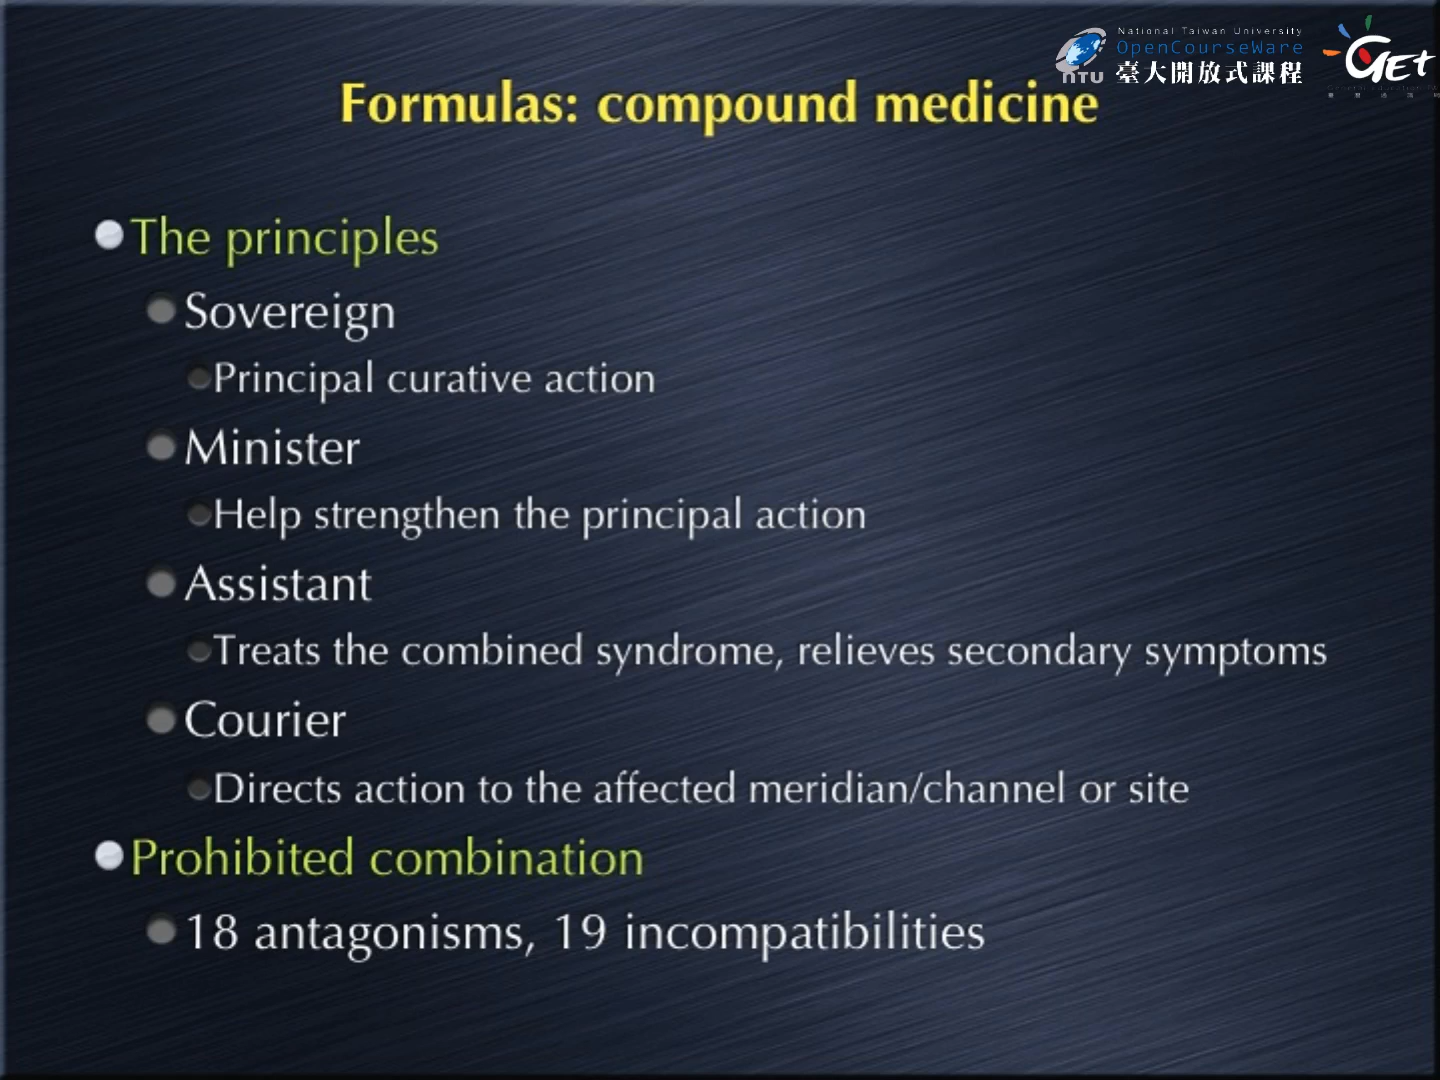 National Taiwan University
OpenCourseWare
NTU 臺大開放式課程
GET
Formulas: compound medicine
The principles
Sovereign
Principal curative action
Minister
Help strengthen the principal action
Assistant
Treats the combined syndrome, relieves secondary symptoms
Courier
Directs action to the affected meridian/channel or site
Prohibited combination
18 antagonisms, 19 incompatibilities